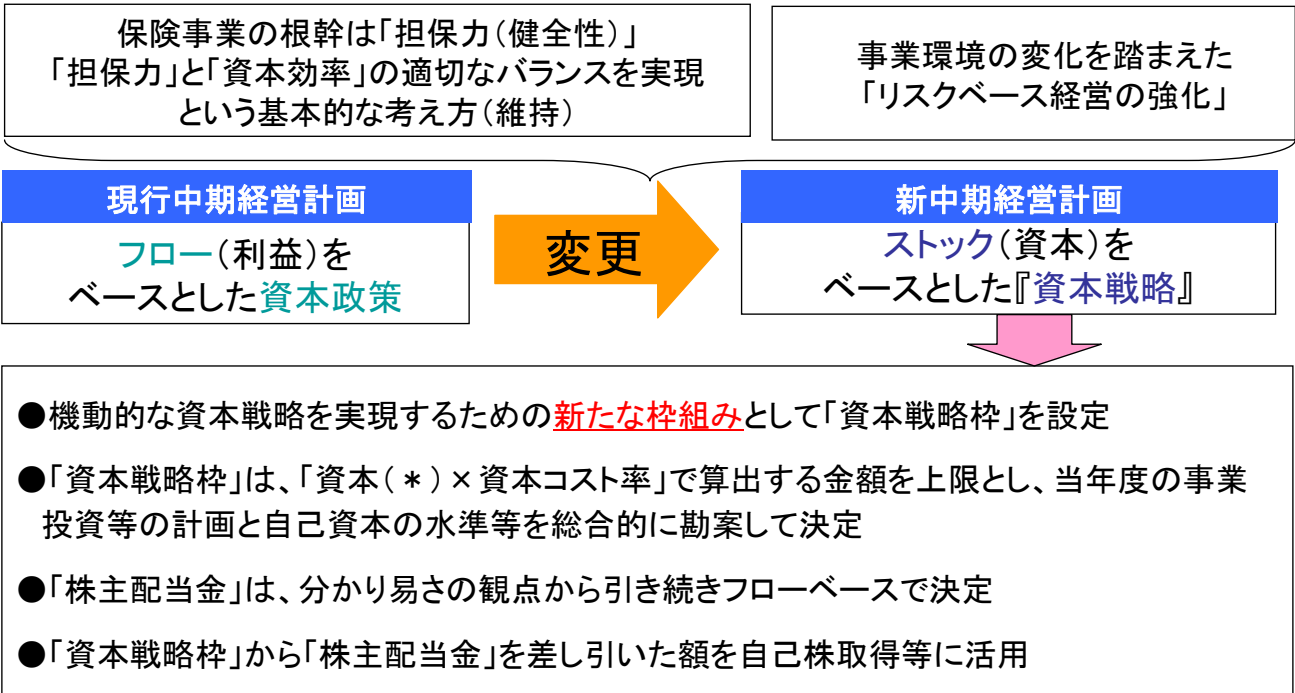 保険事業の根幹は「担保力（健全性）」
「担保力」と「資本効率」の適切なバランスを実現
という基本的な考え方（維持）
事業環境の変化を踏まえた
「リスクベース経営の強化」
現行中期経営計画
フロー（利益）を
ベースとした資本政策
変更
新中期経営計画
ストック（資本）を
ベースとした『資本戦略』
●機動的な資本戦略を実現するための新たな枠組みとして「資本戦略枠」を設定
●「資本戦略枠」は、「資本（＊）×資本コスト率」で算出する金額を上限とし、当年度の事業
投資等の計画と自己資本の水準等を総合的に勘案して決定
●「株主配当金」は、分かり易さの観点から引き続きフローベースで決定
●「資本戦略枠」から「株主配当金」を差し引いた額を自己株取得等に活用